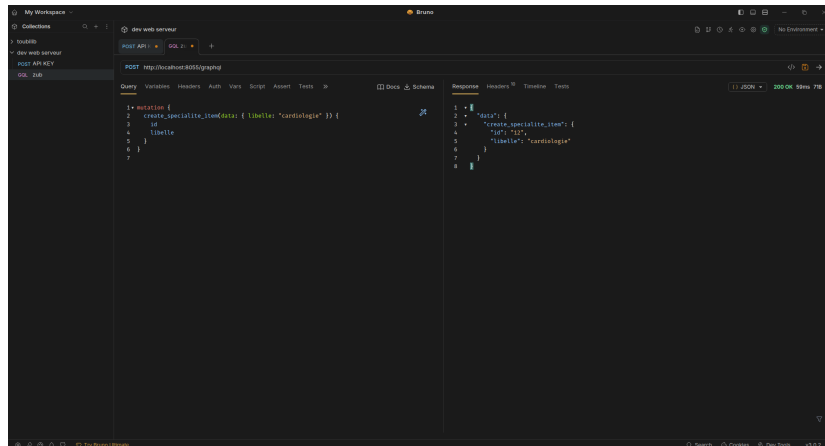 My Workspace
Bruno
Collections
dev web serveur
No Environment
toubilib
dev web serveur
POST API KEY
GQL zub
POST API
GQL
POST http://localhost:8055/graphql
Query Variables Headers Auth Vars Script Assert Tests
Docs Schema
Response Headers Timeline Tests
JSON
200 OK 59ms 71B
1 mutation {
2 create_specialite_item(data: { libelle: "cardiologie" }) {
3 id
4 libelle
5 }
6 }
7
1 {
2 "data": {
3 "create_specialite_item": {
4 "id": "12",
5 "libelle": "cardiologie"
6 }
7 }
8 }
Search Cookies Dev Tools